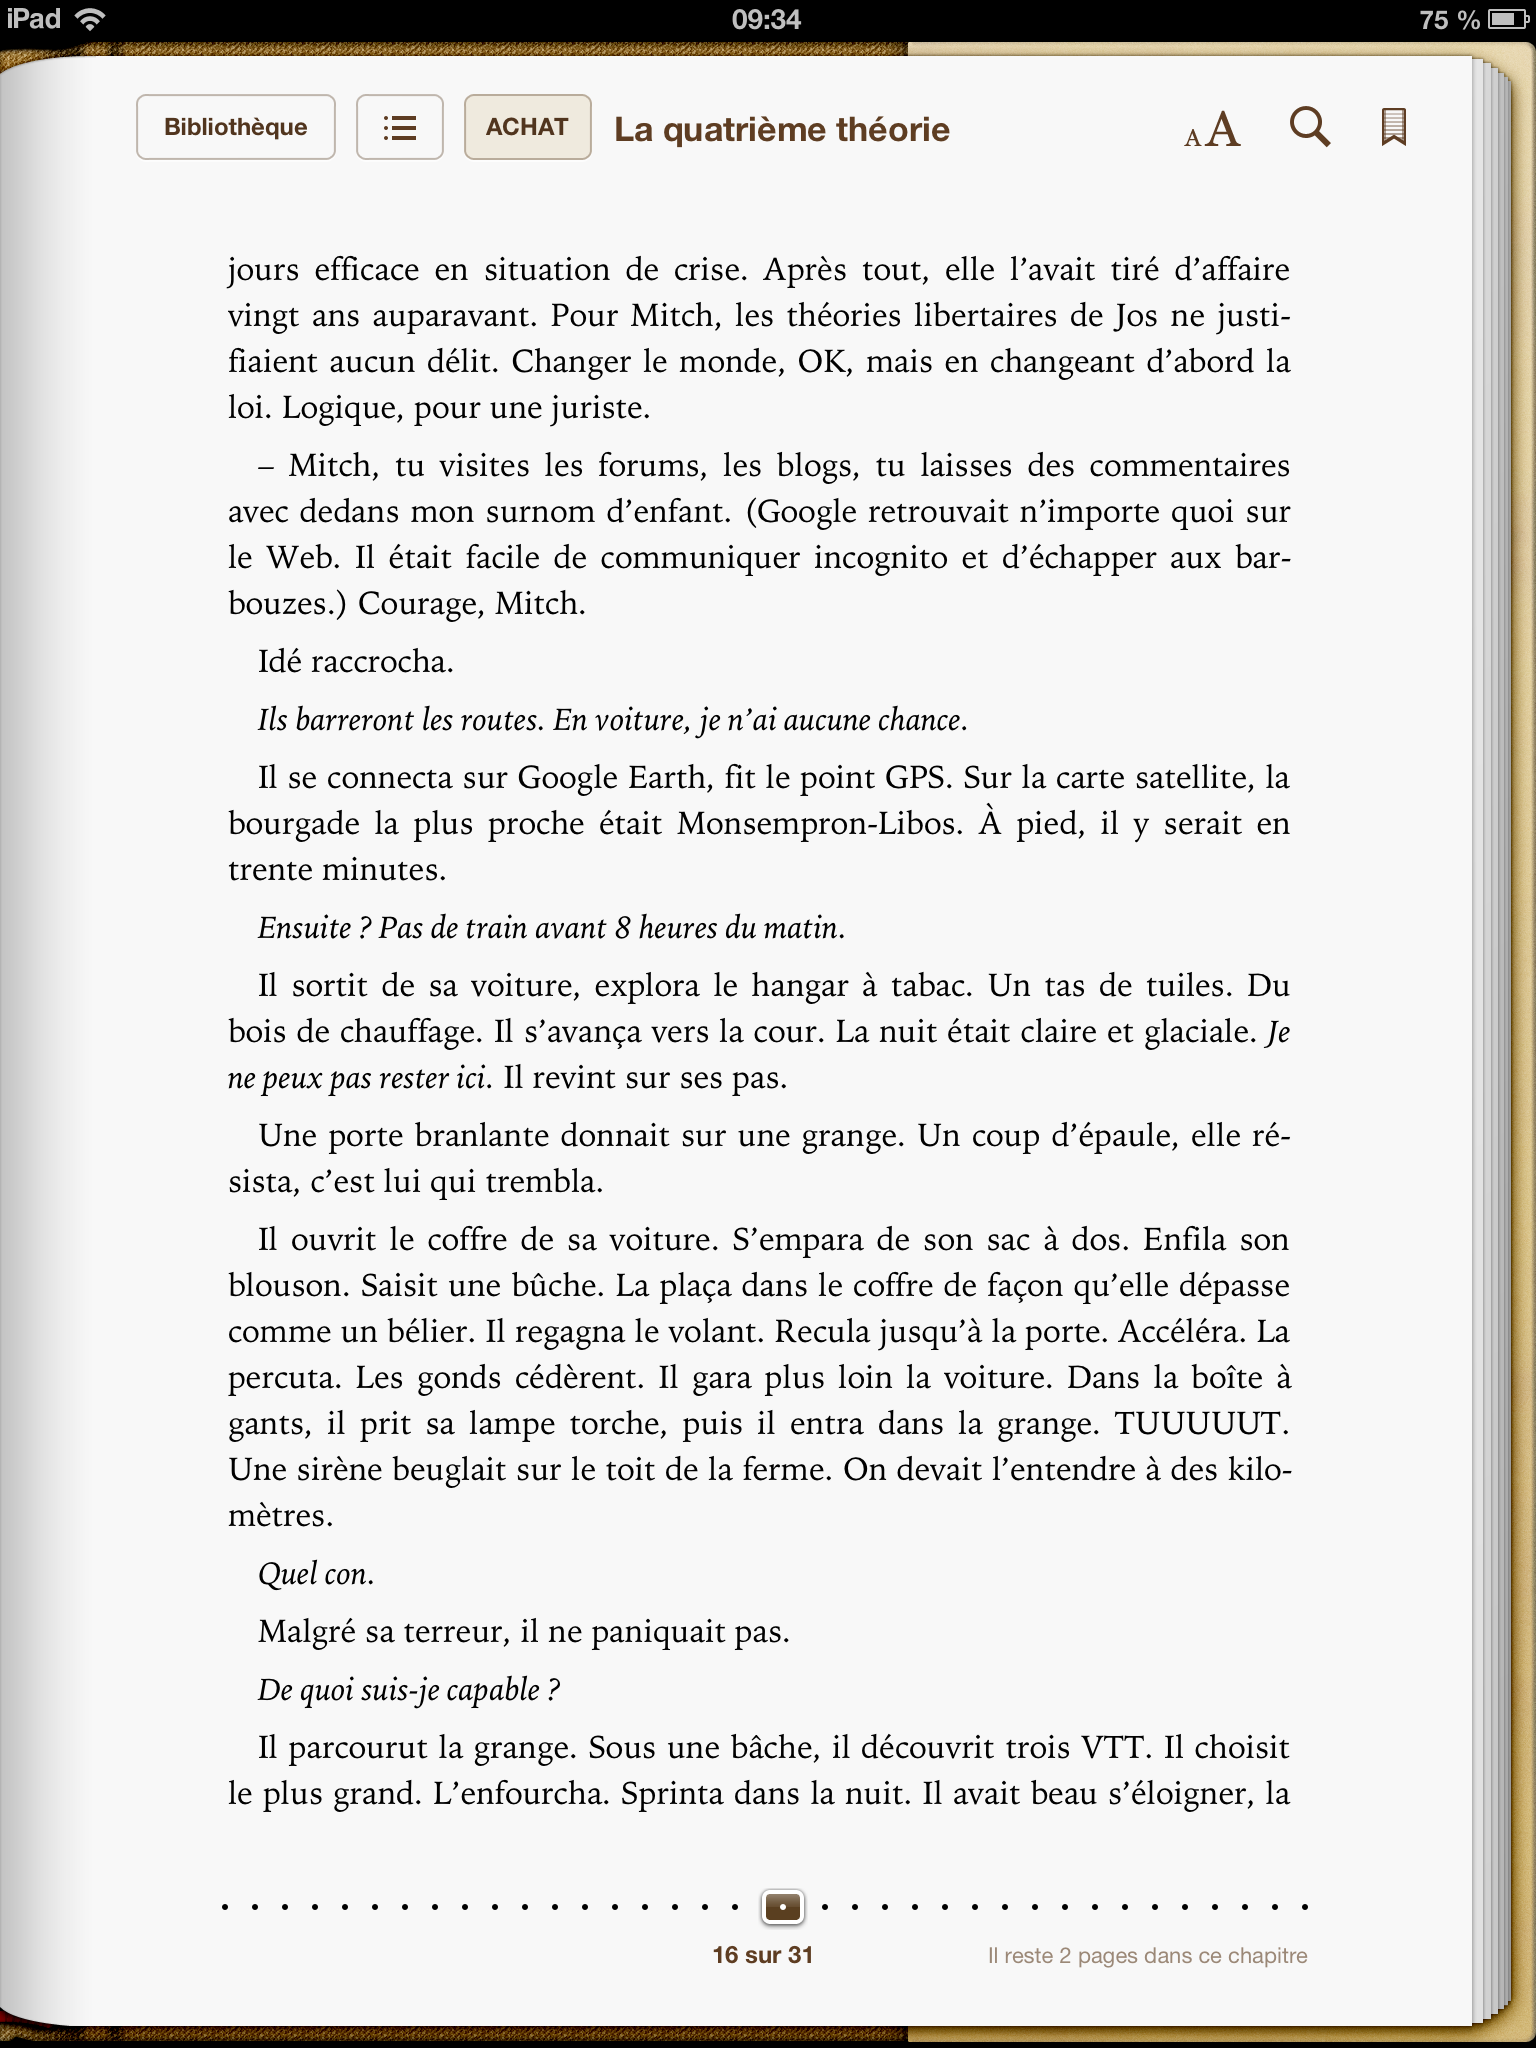 iPad 09:34 75 %
Bibliothèque ACHAT La quatrième théorie AA
jours efficace en situation de crise. Après tout, elle l’avait tiré d’affaire
vingt ans auparavant. Pour Mitch, les théories libertaires de Jos ne justi-
fiaient aucun délit. Changer le monde, OK, mais en changeant d’abord la
loi. Logique, pour une juriste.
– Mitch, tu visites les forums, les blogs, tu laisses des commentaires
avec dedans mon surnom d’enfant. (Google retrouvait n’importe quoi sur
le Web. Il était facile de communiquer incognito et d’échapper aux bar-
bouzes.) Courage, Mitch.
Idé raccrocha.
Ils barreront les routes. En voiture, je n’ai aucune chance.
Il se connecta sur Google Earth, fit le point GPS. Sur la carte satellite, la
bourgade la plus proche était Monsempron-Libos. À pied, il y serait en
trente minutes.
Ensuite ? Pas de train avant 8 heures du matin.
Il sortit de sa voiture, explora le hangar à tabac. Un tas de tuiles. Du
bois de chauffage. Il s’avança vers la cour. La nuit était claire et glaciale. Je
ne peux pas rester ici. Il revint sur ses pas.
Une porte branlante donnait sur une grange. Un coup d’épaule, elle ré-
sista, c’est lui qui trembla.
Il ouvrit le coffre de sa voiture. S’empara de son sac à dos. Enfila son
blouson. Saisit une bûche. La plaça dans le coffre de façon qu’elle dépasse
comme un bélier. Il regagna le volant. Recula jusqu’à la porte. Accéléra. La
percuta. Les gonds cédèrent. Il gara plus loin la voiture. Dans la boîte à
gants, il prit sa lampe torche, puis il entra dans la grange. TUUUUUT.
Une sirène beuglait sur le toit de la ferme. On devait l’entendre à des kilo-
mètres.
Quel con.
Malgré sa terreur, il ne paniquait pas.
De quoi suis-je capable ?
Il parcourut la grange. Sous une bâche, il découvrit trois VTT. Il choisit
le plus grand. L’enfourcha. Sprinta dans la nuit. Il avait beau s’éloigner, la
16 sur 31 Il reste 2 pages dans ce chapitre